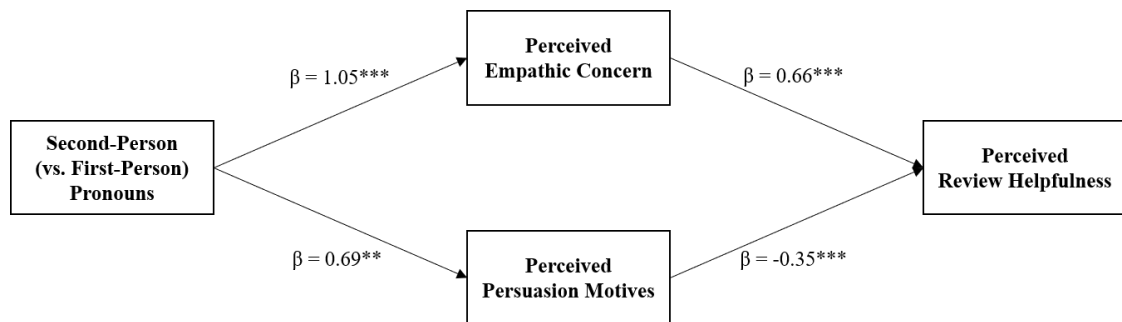 Perceived
Empathic Concern
β = 1.05***
β = 0.66***
Second-Person
(vs. First-Person)
Pronouns
Perceived
Review Helpfulness
β = 0.69**
β = -0.35***
Perceived
Persuasion Motives